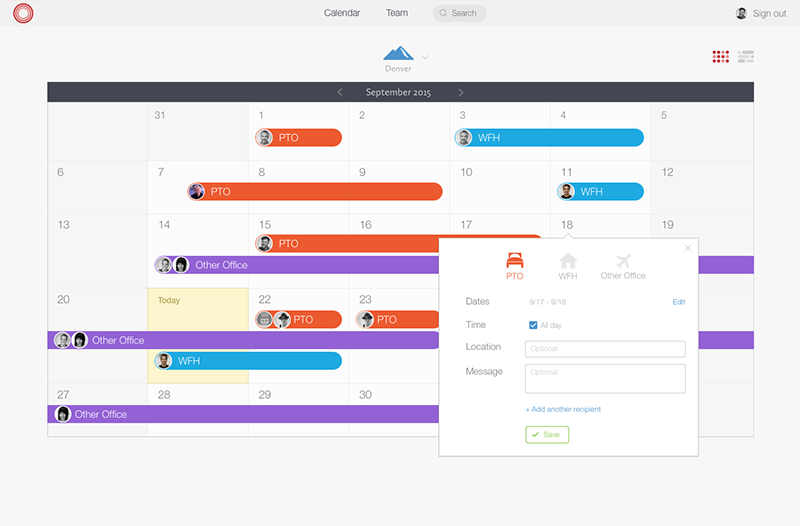 Calendar Team Search Sign out
Denver
September 2015
31 1 2 3 4 5
PTO WFH
6 7 8 9 10 11 12
PTO WFH
13 14 15 16 17 18 19
PTO
Other Office
PTO WFH Other Office
Dates 9/17 - 9/18 Edit
20 Today 22 23
PTO PTO
Time All day
Other Office
Location Optional
WFH
Message Optional
27 28 29 30
+ Add another recipient
Other Office
Save